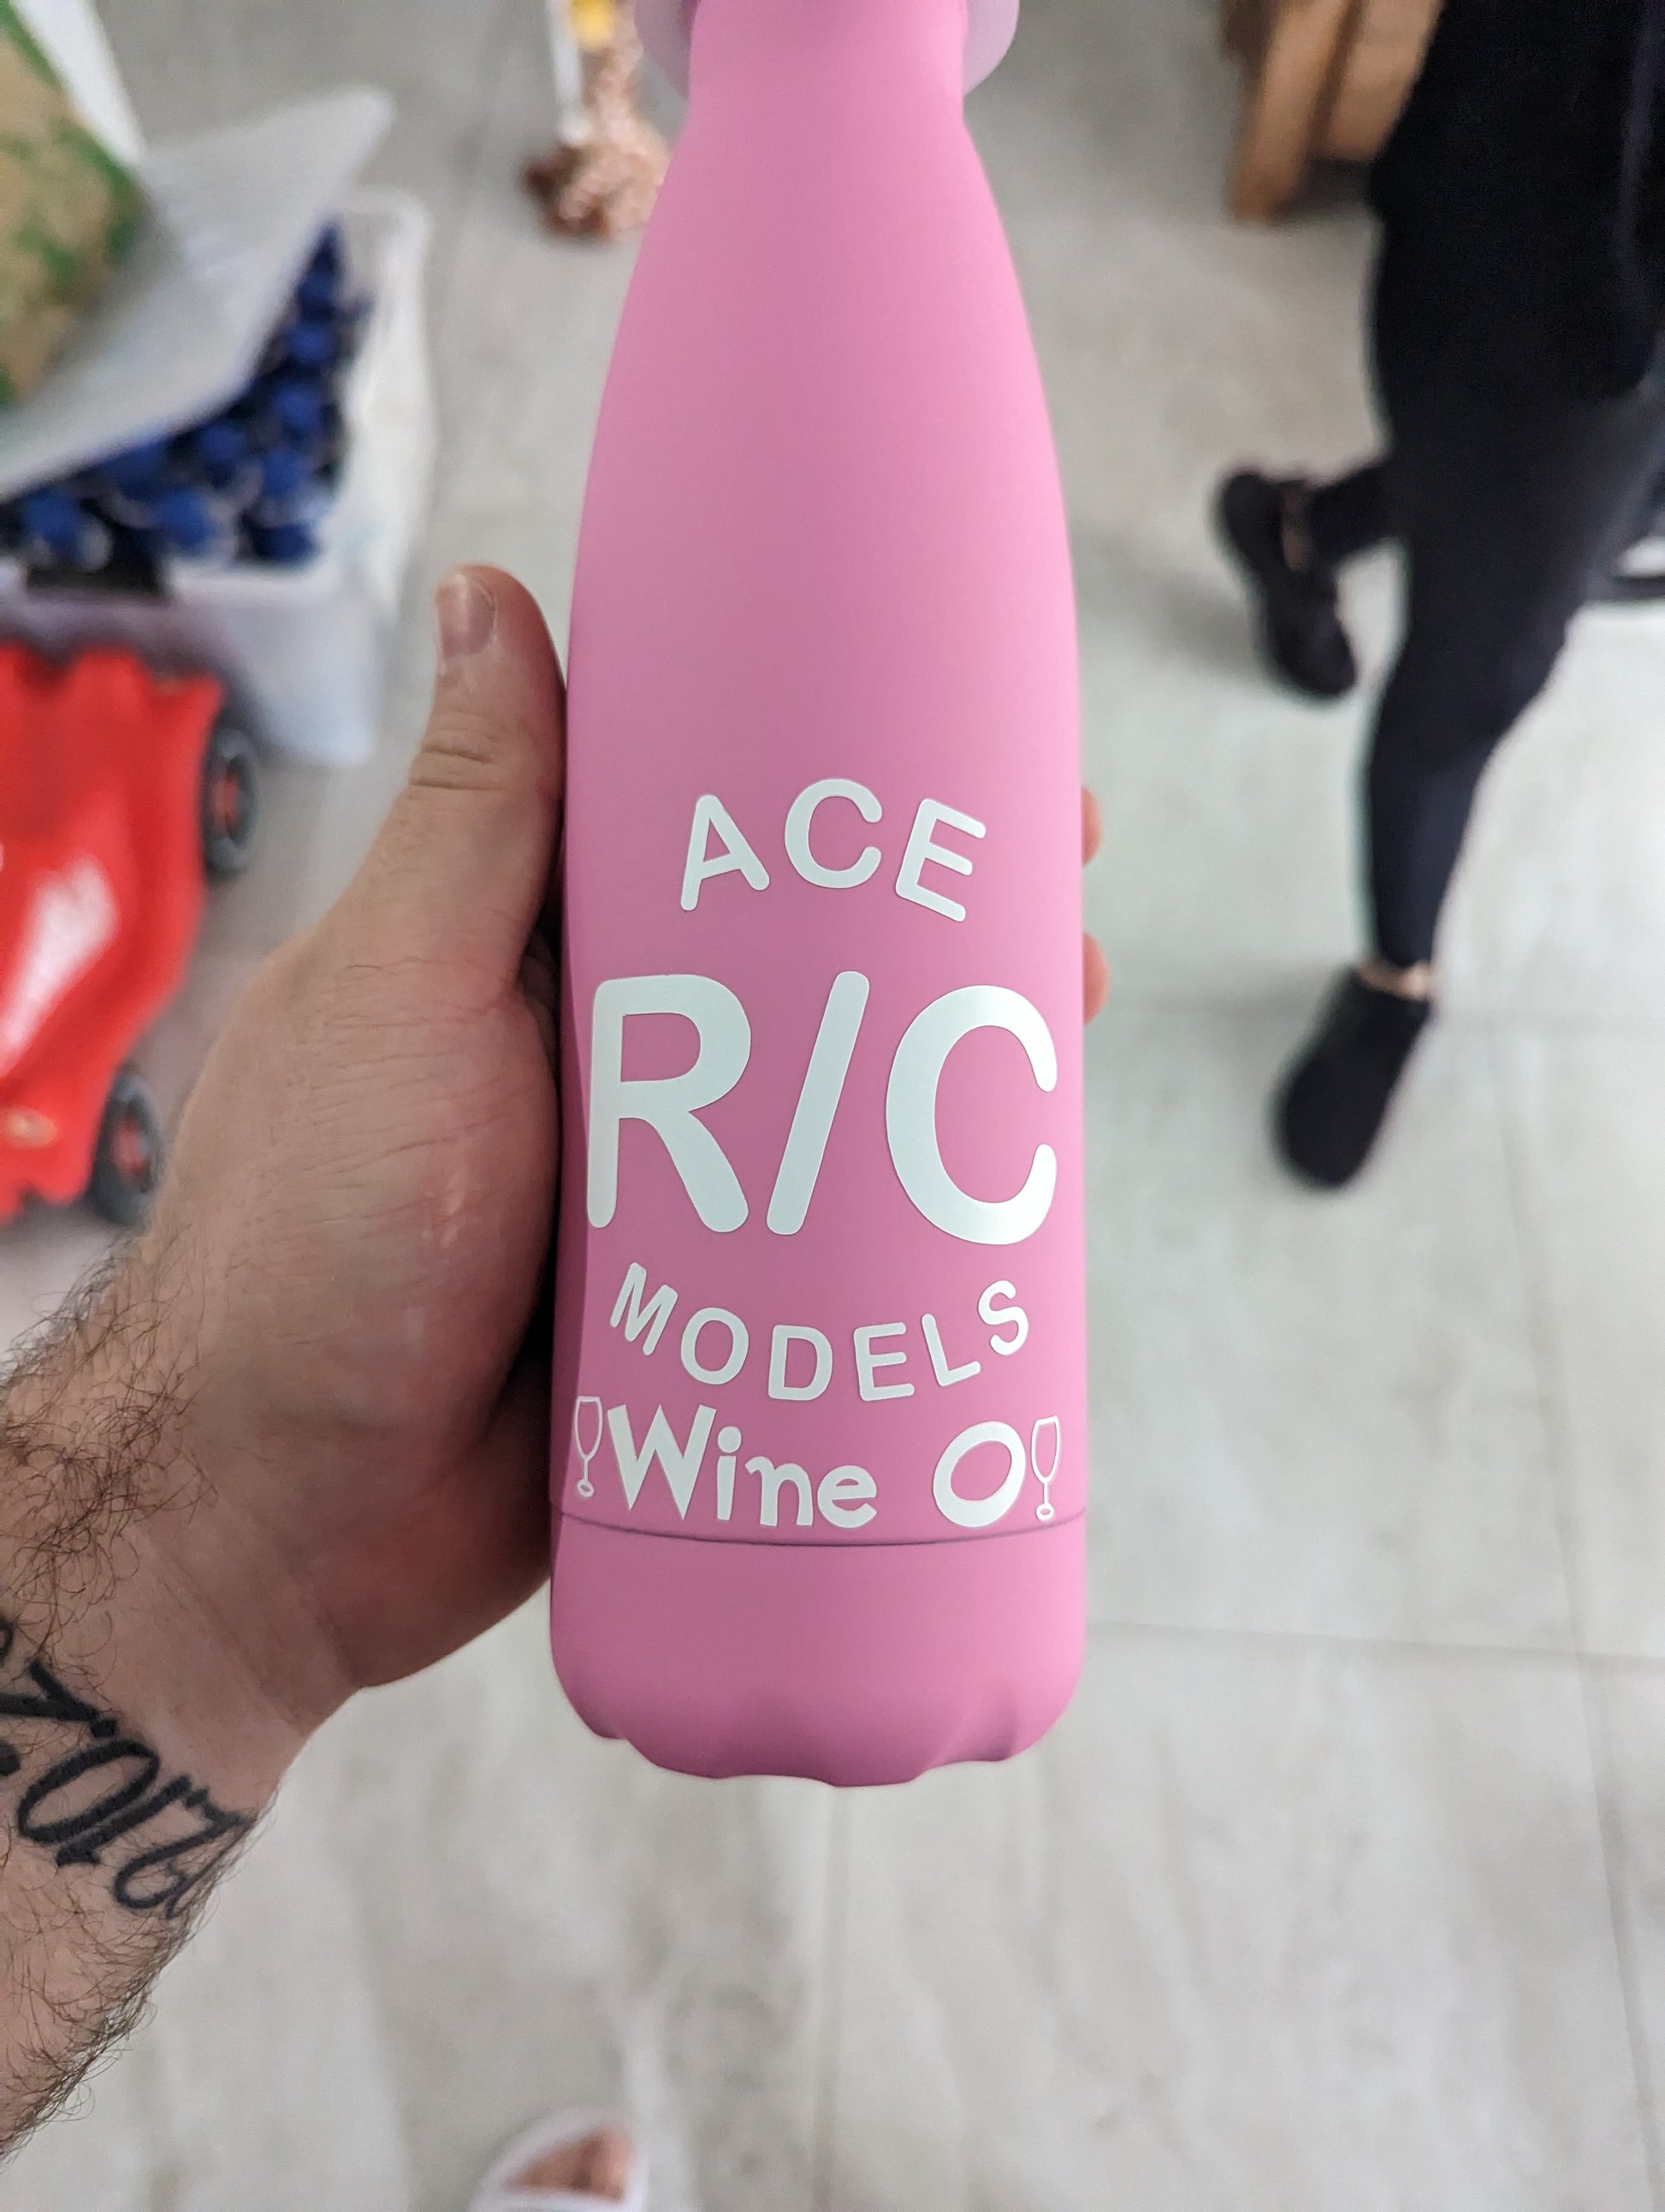 ACE
R/C
MODELS
Wine O